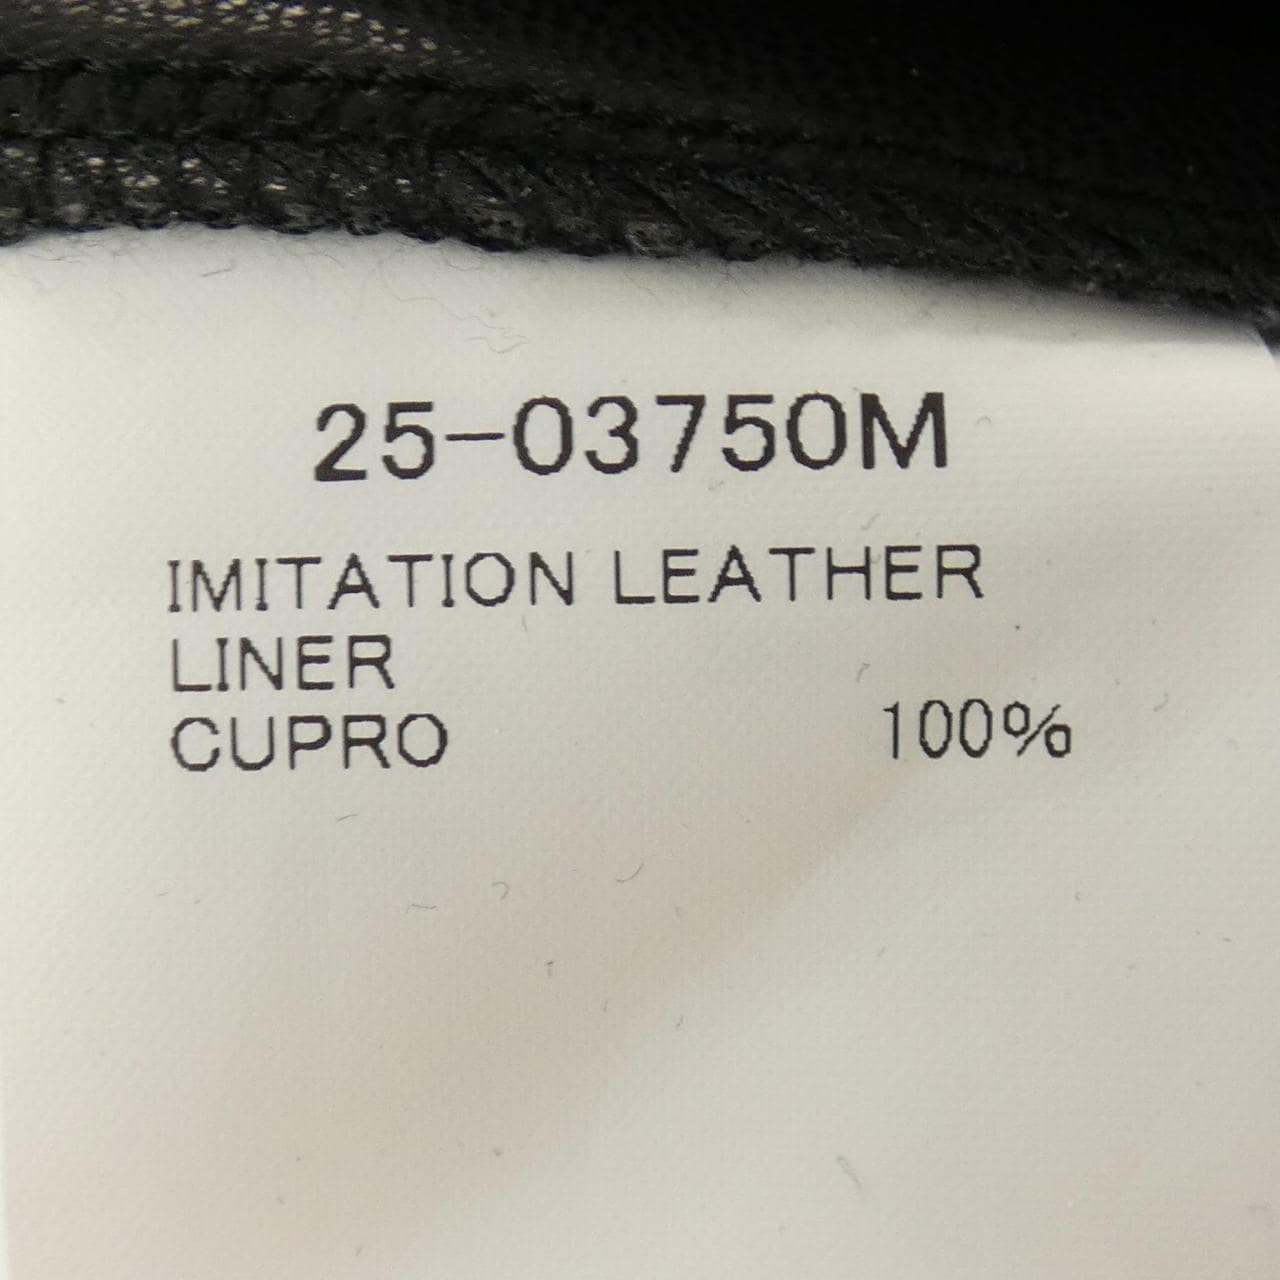 25-03750M
IMITATION LEATHER
LINER
CUPRO 100%